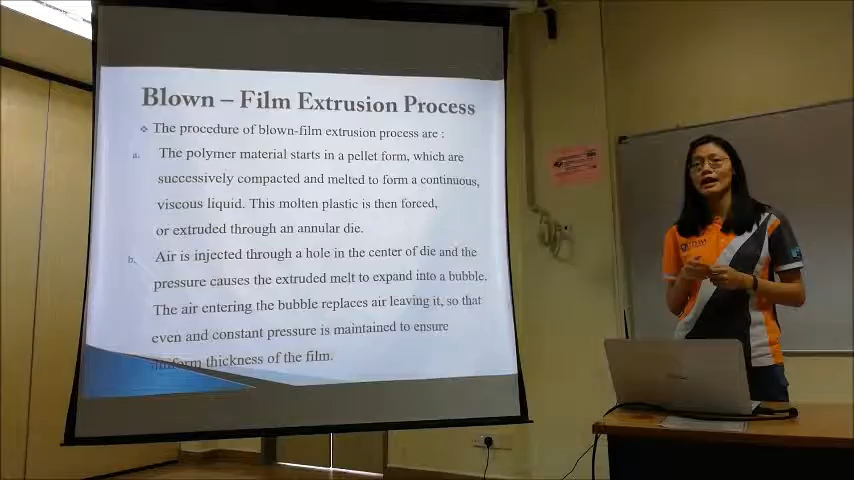 Blown – Film Extrusion Process
❖ The procedure of blown-film extrusion process are :
a. The polymer material starts in a pellet form, which are
successively compacted and melted to form a continuous,
viscous liquid. This molten plastic is then forced,
or extruded through an annular die.
b. Air is injected through a hole in the center of die and the
pressure causes the extruded melt to expand into a bubble.
The air entering the bubble replaces air leaving it, so that
even and constant pressure is maintained to ensure
uniform thickness of the film.